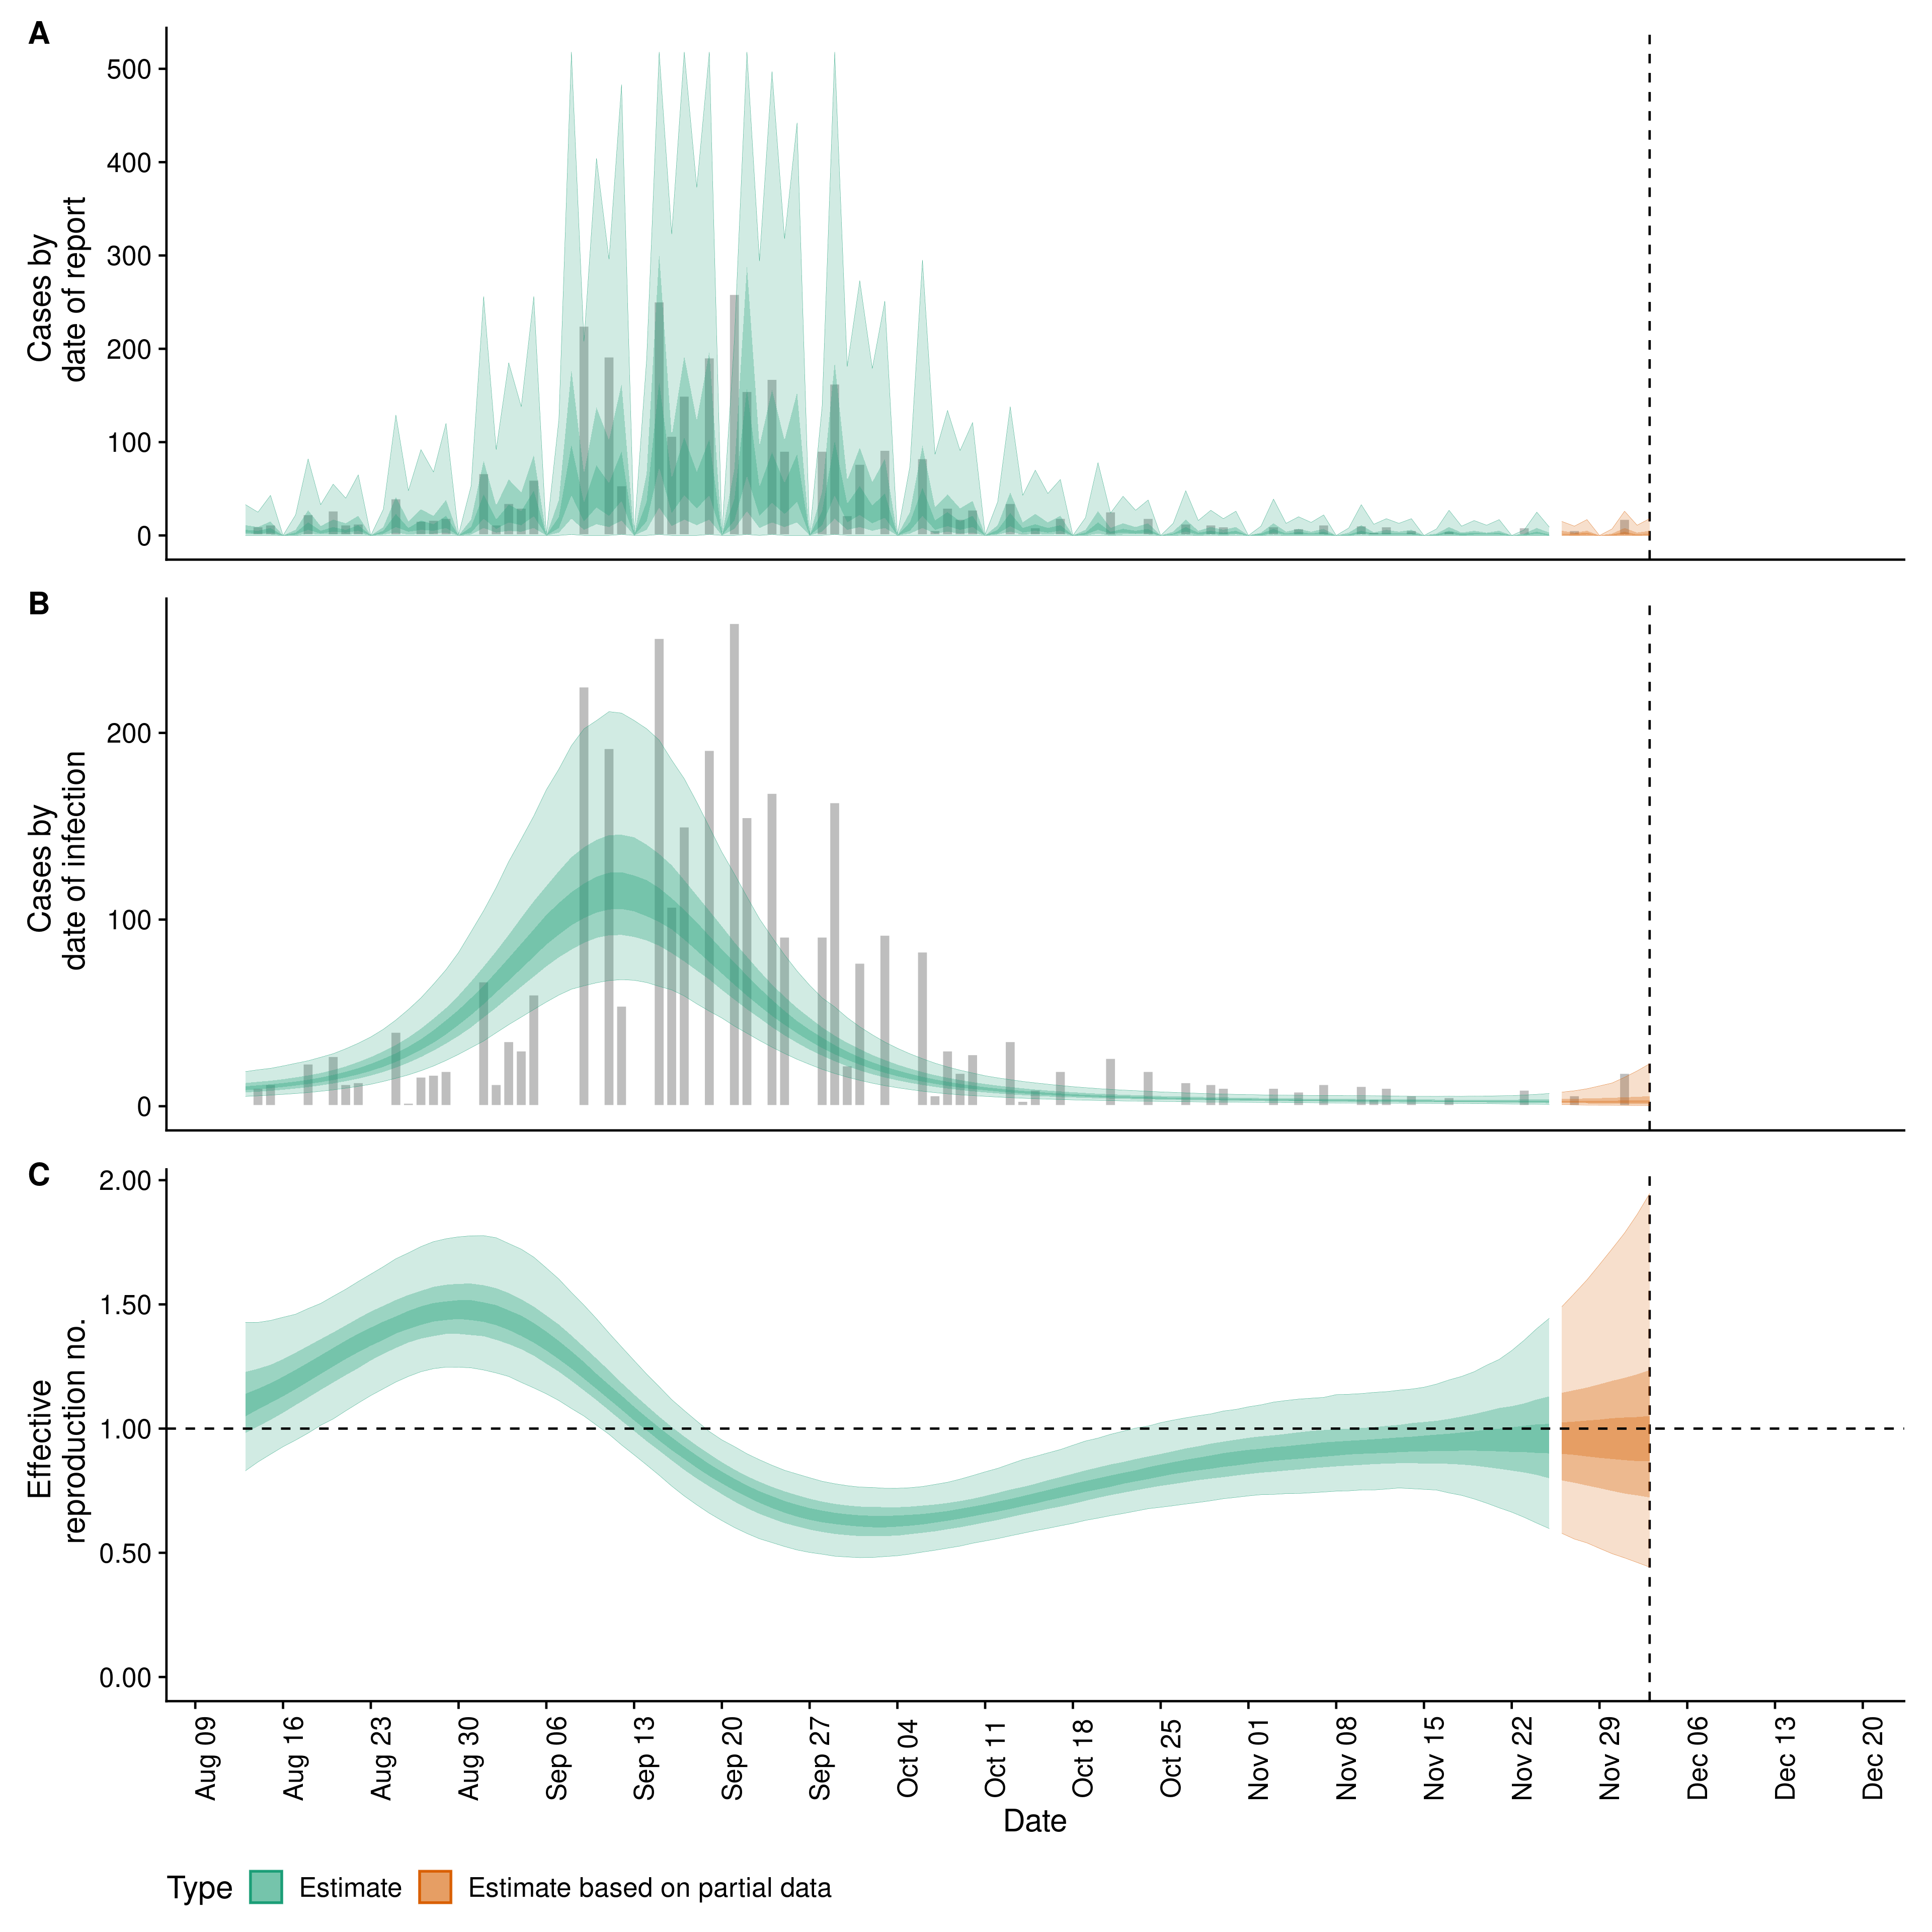 A
500
400
300
200
100
0
Cases by
date of report
B
200
100
0
Cases by
date of infection
C
2.00
1.50
1.00
0.50
0.00
Effective
reproduction no.
Aug 09
Aug 16
Aug 23
Aug 30
Sep 06
Sep 13
Sep 20
Sep 27
Oct 04
Oct 11
Oct 18
Oct 25
Nov 01
Nov 08
Nov 15
Nov 22
Nov 29
Dec 06
Dec 13
Dec 20
Date
Type Estimate Estimate based on partial data